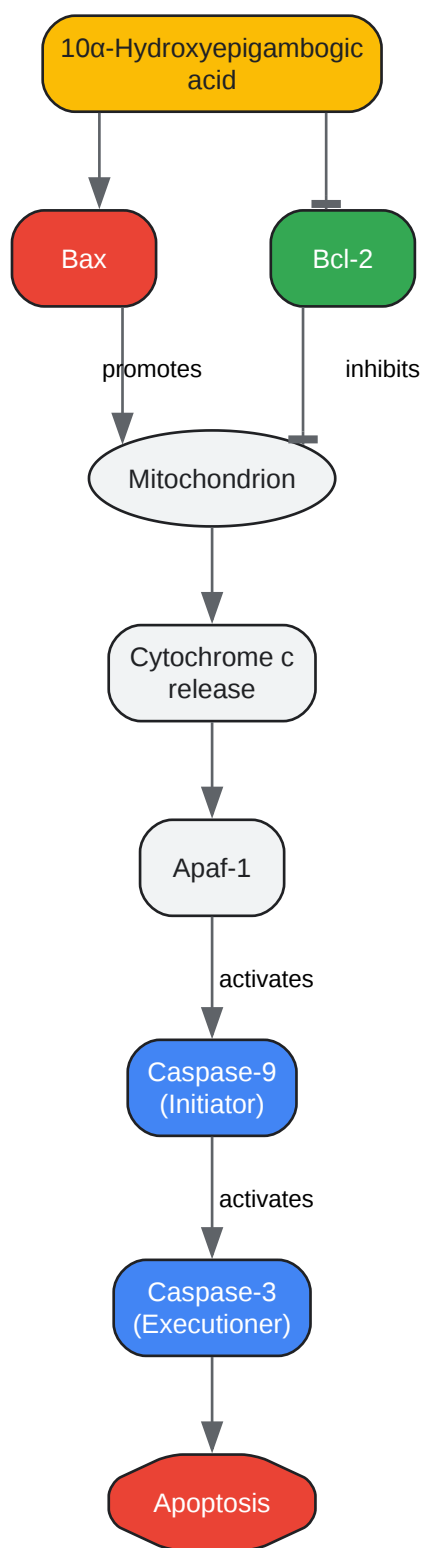 10α-Hydroxyepigambogic
acid
Bax
Bcl-2
promotes
inhibits
Mitochondrion
Cytochrome c
release
Apaf-1
activates
Caspase-9
(Initiator)
activates
Caspase-3
(Executioner)
Apoptosis